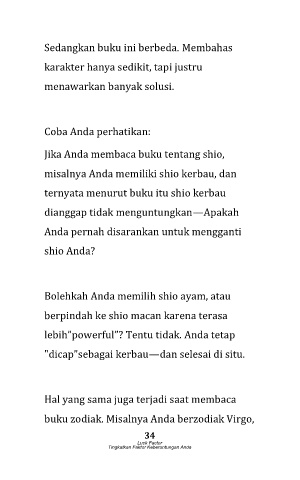 Sedangkan buku ini berbeda. Membahas
karakter hanya sedikit, tapi justru
menawarkan banyak solusi.
Coba Anda perhatikan:
Jika Anda membaca buku tentang shio,
misalnya Anda memiliki shio kerbau, dan
ternyata menurut buku itu shio kerbau
dianggap tidak menguntungkan—Apakah
Anda pernah disarankan untuk mengganti
shio Anda?
Bolehkah Anda memilih shio ayam, atau
berpindah ke shio macan karena terasa
lebih"powerful"? Tentu tidak. Anda tetap
"dicap"sebagai kerbau—dan selesai di situ.
Hal yang sama juga terjadi saat membaca
buku zodiak. Misalnya Anda berzodiak Virgo,
34
Luck Factor
Tingkatkan Faktor Keberuntungan Anda